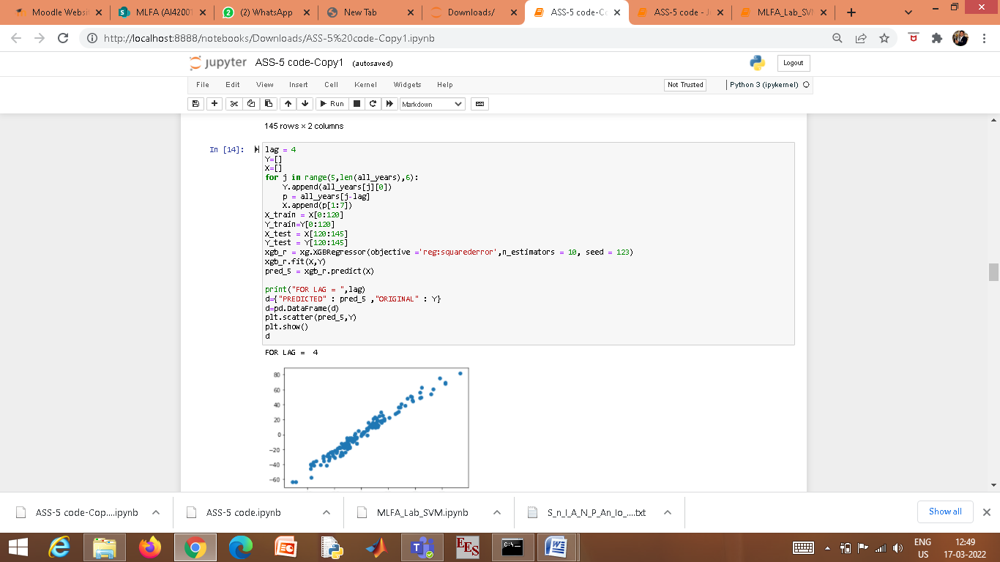 Moodle Websi
MLFA (AI42001
(2) WhatsApp
New Tab
Downloads/
ASS-5 code-Co
ASS-5 code - J
MLFA_Lab_SVM
http://localhost:8888/notebooks/Downloads/ASS-5%20code-Copy1.ipynb
jupyter ASS-5 code-Copy1 (autosaved)
Logout
File Edit View Insert Cell Kernel Widgets Help
Not Trusted
Python 3 (ipykernel)
Run
Markdown
145 rows × 2 columns
In [14]:
lag = 4
Y=[]
X=[]
for j in range(5,len(all_years),6):
    Y.append(all_years[j][0])
    p = all_years[j-lag]
    X.append(p[1:7])
X_train = X[0:120]
Y_train=Y[0:120]
X_test = X[120:145]
Y_test = Y[120:145]
xgb_r = xg.XGBRegressor(objective ='reg:squarederror',n_estimators = 10, seed = 123)
xgb_r.fit(X,Y)
pred_5 = xgb_r.predict(X)
print("FOR LAG = ",lag)
d={"PREDICTED" : pred_5 ,"ORIGINAL" : Y}
d=pd.DataFrame(d)
plt.scatter(pred_5,Y)
plt.show()
d
FOR LAG =  4
80
60
40
20
0
−20
−40
−60
ASS-5 code-Cop....ipynb
ASS-5 code.ipynb
MLFA_Lab_SVM.ipynb
S_n_I_A_N_P_An_Io_....txt
Show all
EES
C:\._
ENG
US
12:49
17-03-2022